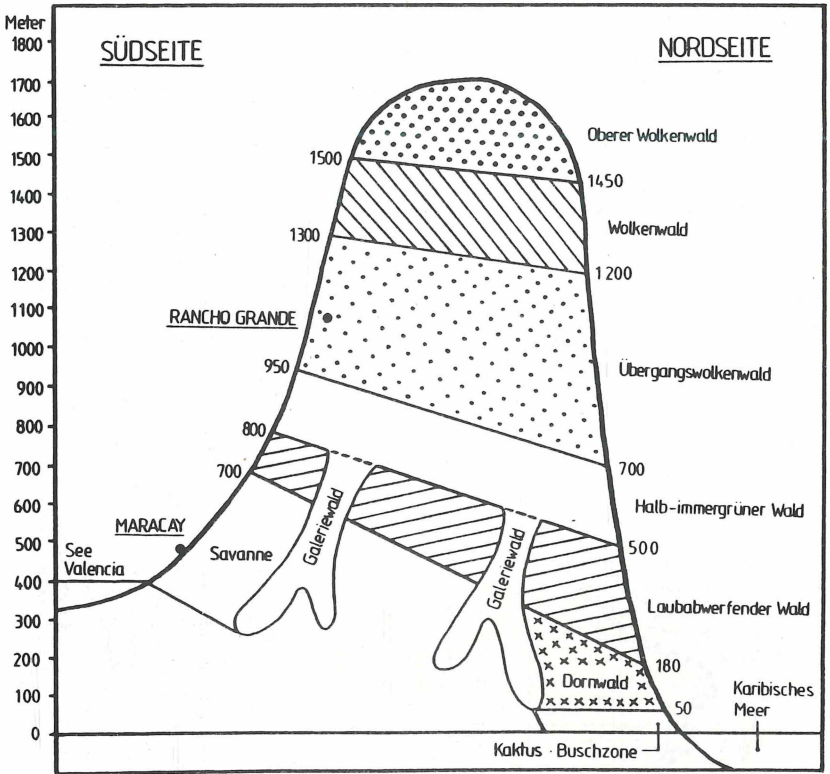 Meter
1800
1700
1600
1500
1400
1300
1200
1100
1000
900
800
700
600
500
400
300
200
100
0
SÜDSEITE
NORDSEITE
Oberer Wolkenwald
1500
1450
Wolkenwald
1300
1200
RANCHO GRANDE
Übergangswolkenwald
950
800
700
700
Halb-immergrüner Wald
MARACAY
500
See
Valencia
Savanne
Galeriewald
Galeriewald
Laubabwerfender Wald
180
Dornwald
50
Karibisches
Meer
Kaktus - Buschzone